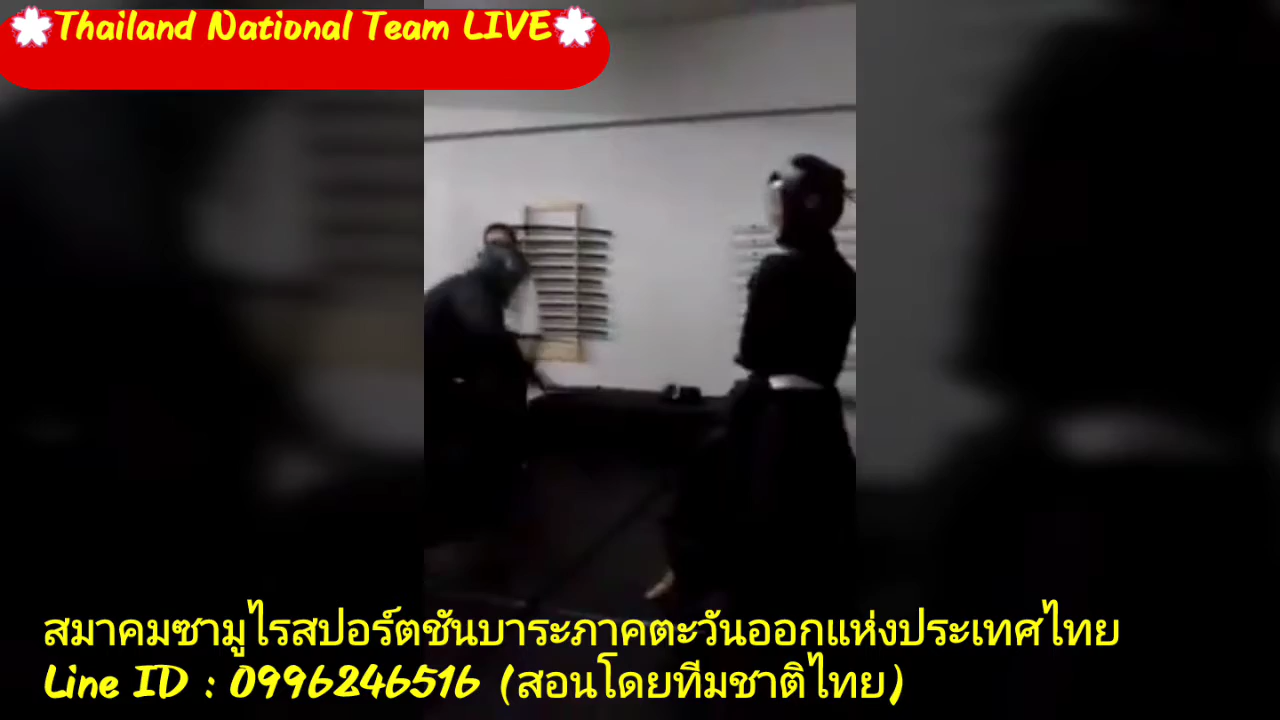 🌸Thailand National Team LIVE🌸
สมาคมซามูไรสปอร์ตชันบาระภาคตะวันออกแห่งประเทศไทย
Line ID : 0996246516 (สอนโดยทีมชาติไทย)